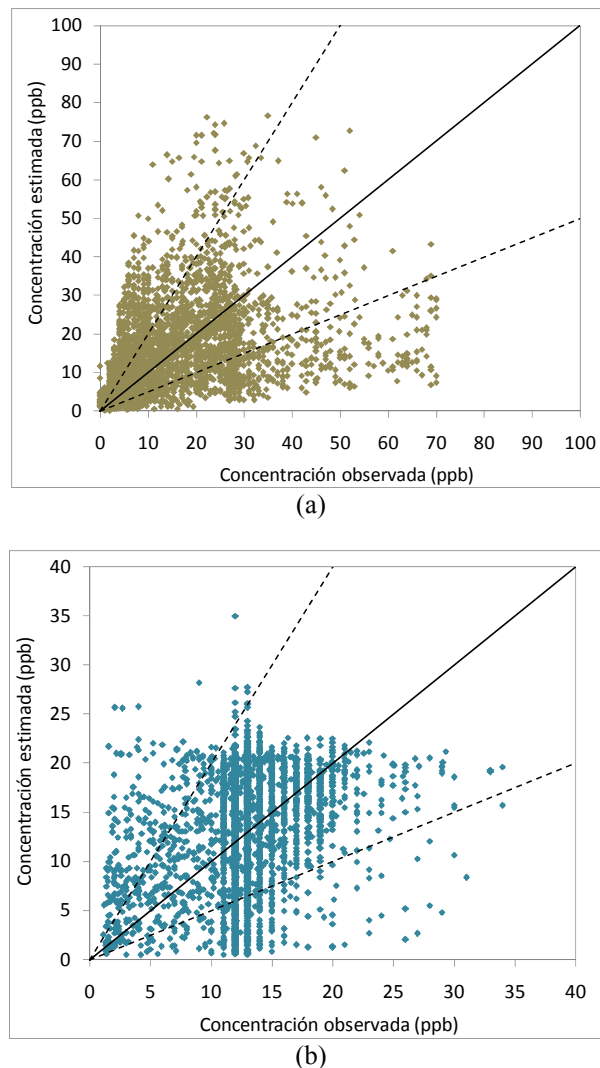 Concentración estimada (ppb)
100
90
80
70
60
50
40
30
20
10
0
0 10 20 30 40 50 60 70 80 90 100
Concentración observada (ppb)
(a)
Concentración estimada (ppb)
40
35
30
25
20
15
10
5
0
0 5 10 15 20 25 30 35 40
Concentración observada (ppb)
(b)